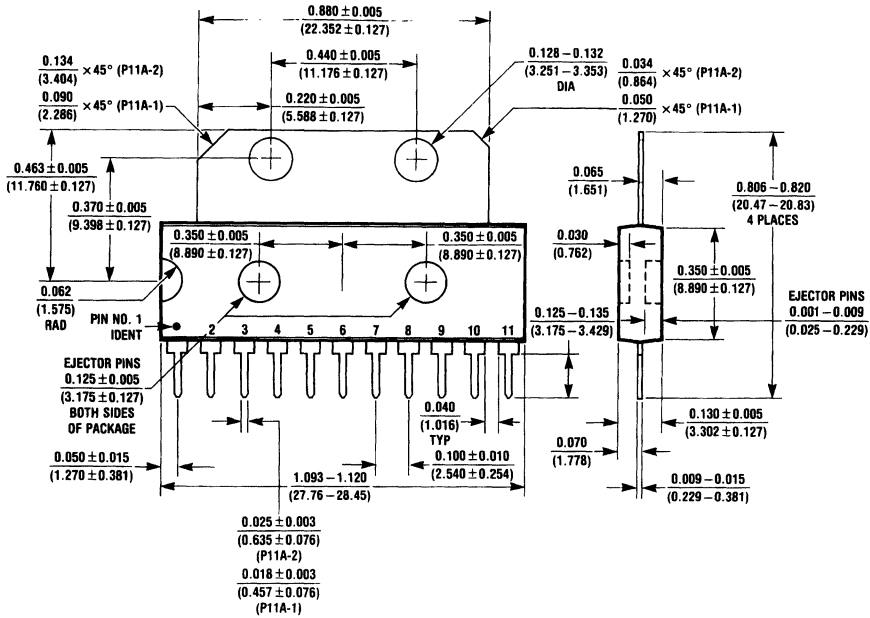 0.880 ± 0.005
(22.352 ± 0.127)
0.440 ± 0.005
(11.176 ± 0.127)
0.220 ± 0.005
(5.588 ± 0.127)
0.134
(3.404)
× 45° (P11A-2)
0.090
(2.286)
× 45° (P11A-1)
0.128 – 0.132
(3.251 – 3.353)
DIA
0.034
(0.864)
× 45° (P11A-2)
0.050
(1.270)
× 45° (P11A-1)
0.463 ± 0.005
(11.760 ± 0.127)
0.370 ± 0.005
(9.398 ± 0.127)
0.065
(1.651)
0.806 – 0.820
(20.47 – 20.83)
4 PLACES
0.350 ± 0.005
(8.890 ± 0.127)
0.350 ± 0.005
(8.890 ± 0.127)
0.030
(0.762)
0.350 ± 0.005
(8.890 ± 0.127)
0.062
(1.575)
RAD
PIN NO. 1
IDENT
2 3 4 5 6 7 8 9 10 11
0.125 – 0.135
(3.175 – 3.429)
EJECTOR PINS
0.001 – 0.009
(0.025 – 0.229)
EJECTOR PINS
0.125 ± 0.005
(3.175 ± 0.127)
BOTH SIDES
OF PACKAGE
0.040
(1.016)
TYP
0.130 ± 0.005
(3.302 ± 0.127)
0.050 ± 0.015
(1.270 ± 0.381)
1.093 – 1.120
(27.76 – 28.45)
0.100 ± 0.010
(2.540 ± 0.254)
0.070
(1.778)
0.009 – 0.015
(0.229 – 0.381)
0.025 ± 0.003
(0.635 ± 0.076)
(P11A-2)
0.018 ± 0.003
(0.457 ± 0.076)
(P11A-1)